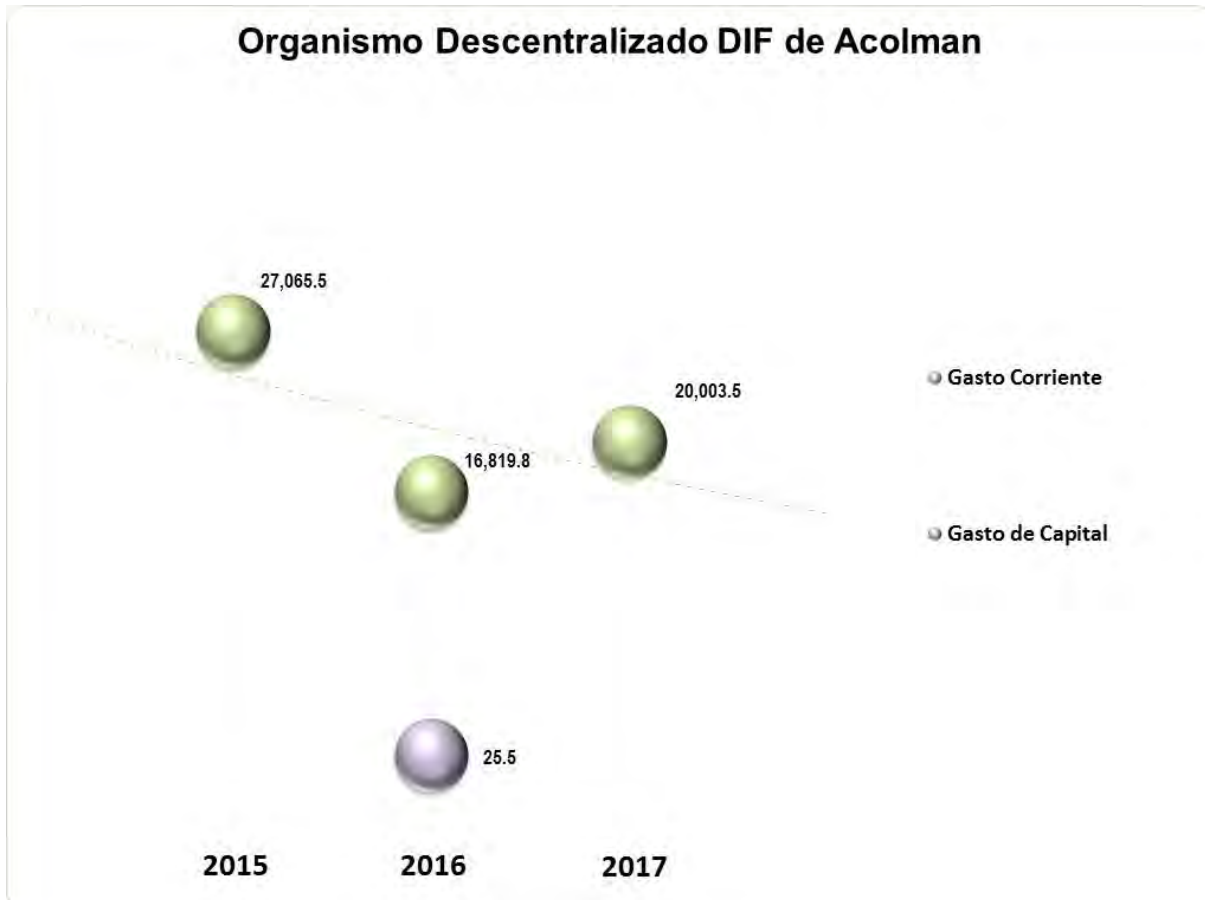 Organismo Descentralizado DIF de Acolman
27,065.5
20,003.5
16,819.8
25.5
Gasto Corriente
Gasto de Capital
2015 2016 2017